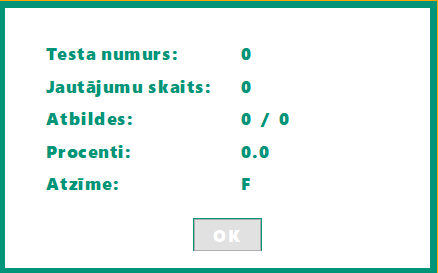 Testa numurs: 0
Jautājumu skaits: 0
Atbildes: 0 / 0
Procenti: 0.0
Atzīme: F
OK